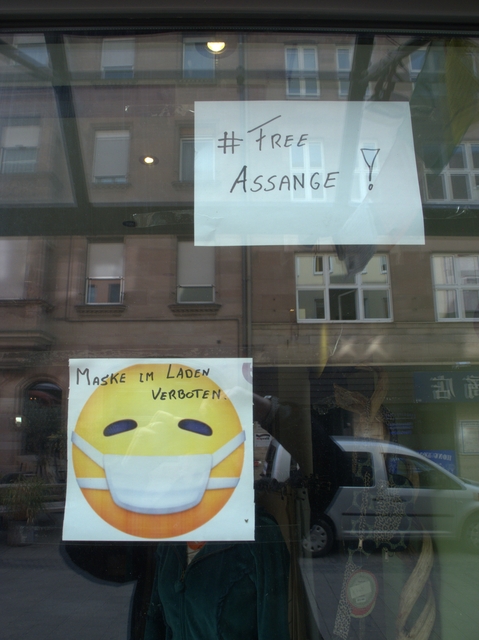 # FREE
ASSANGE !
MASKE IM LADEN
VERBOTEN.